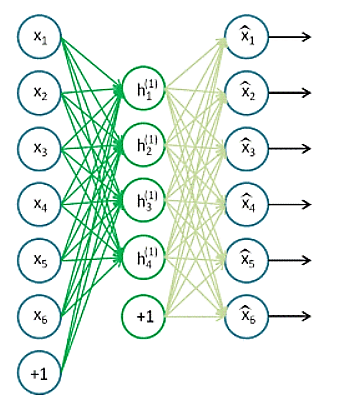 x₁
x₂
x₃
x₄
x₅
x₆
+1
h₁⁽¹⁾
h₂⁽¹⁾
h₃⁽¹⁾
h₄⁽¹⁾
+1
x̂₁
x̂₂
x̂₃
x̂₄
x̂₅
x̂₆